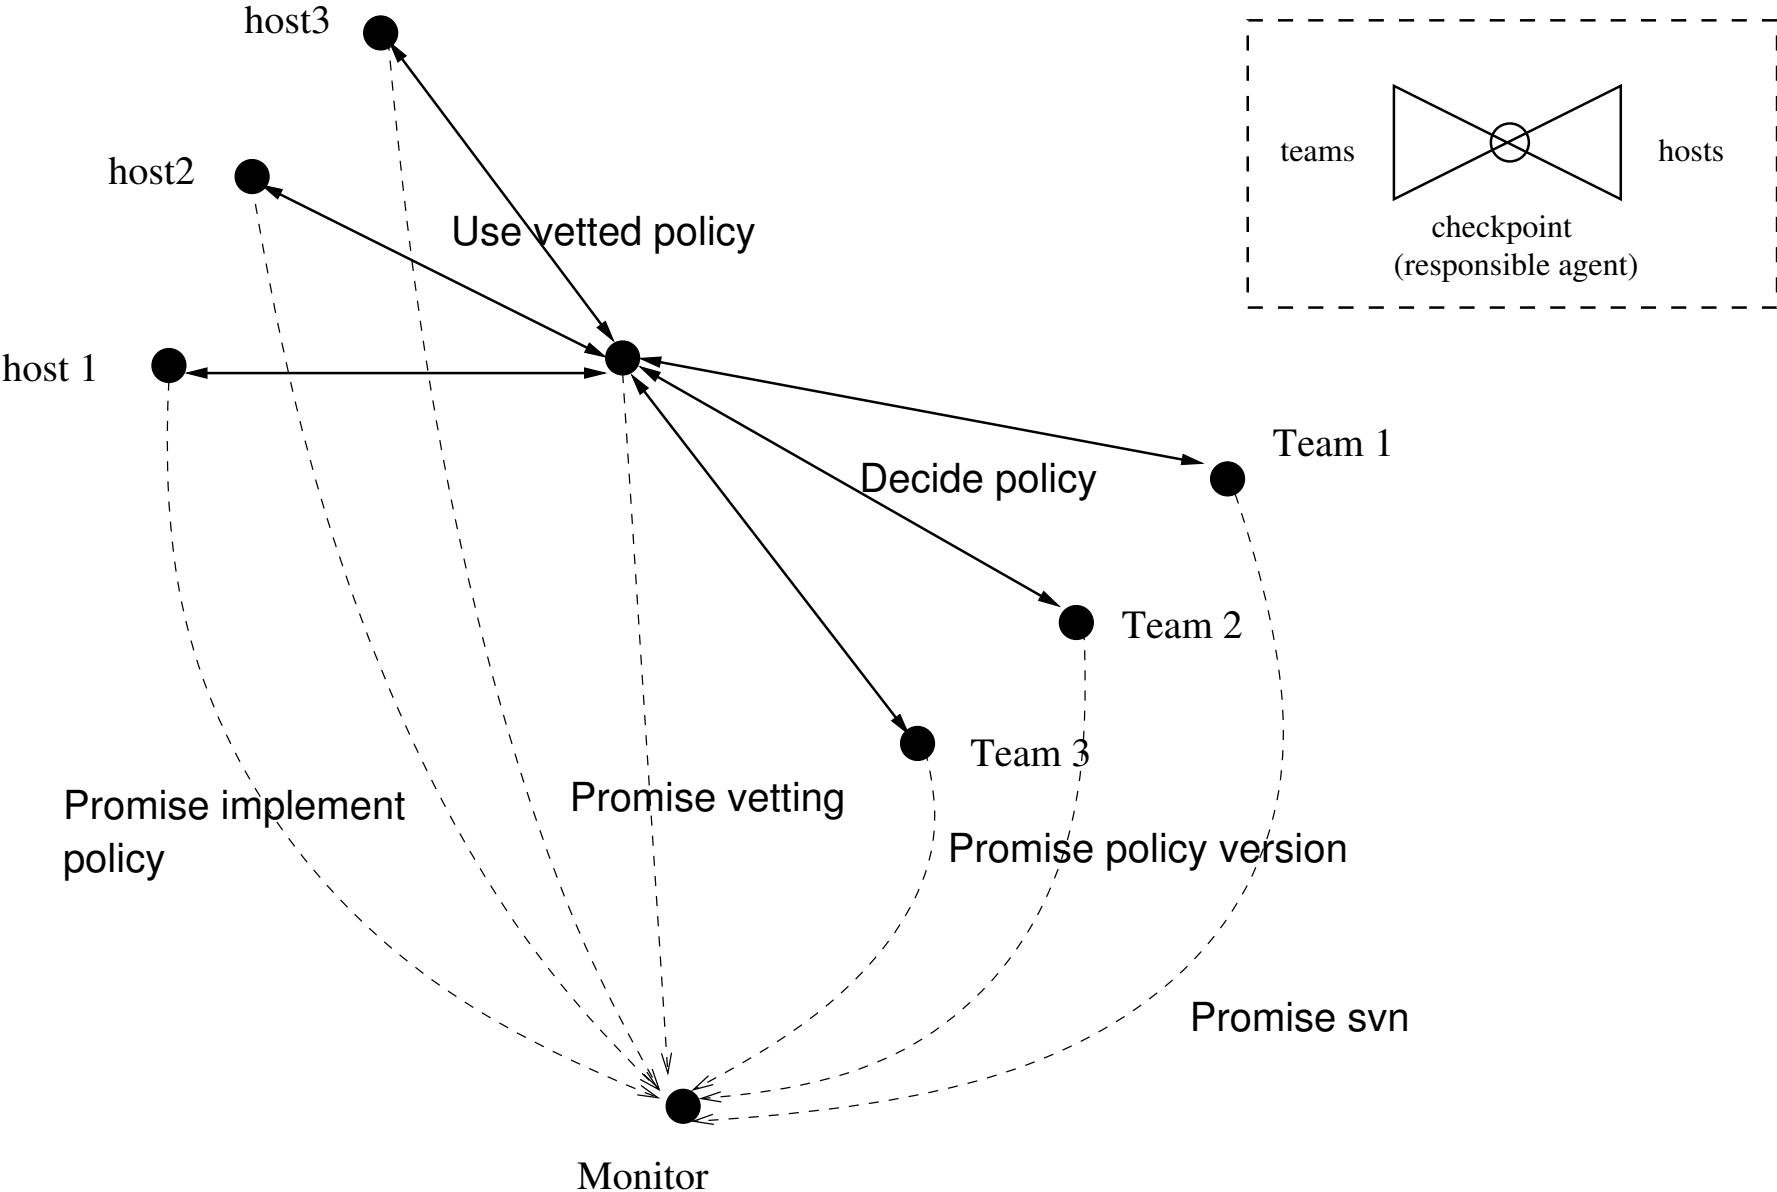 host3
host2
teams
hosts
checkpoint
(responsible agent)
Use vetted policy
host 1
Team 1
Decide policy
Team 2
Team 3
Promise implement
policy
Promise vetting
Promise policy version
Promise svn
Monitor